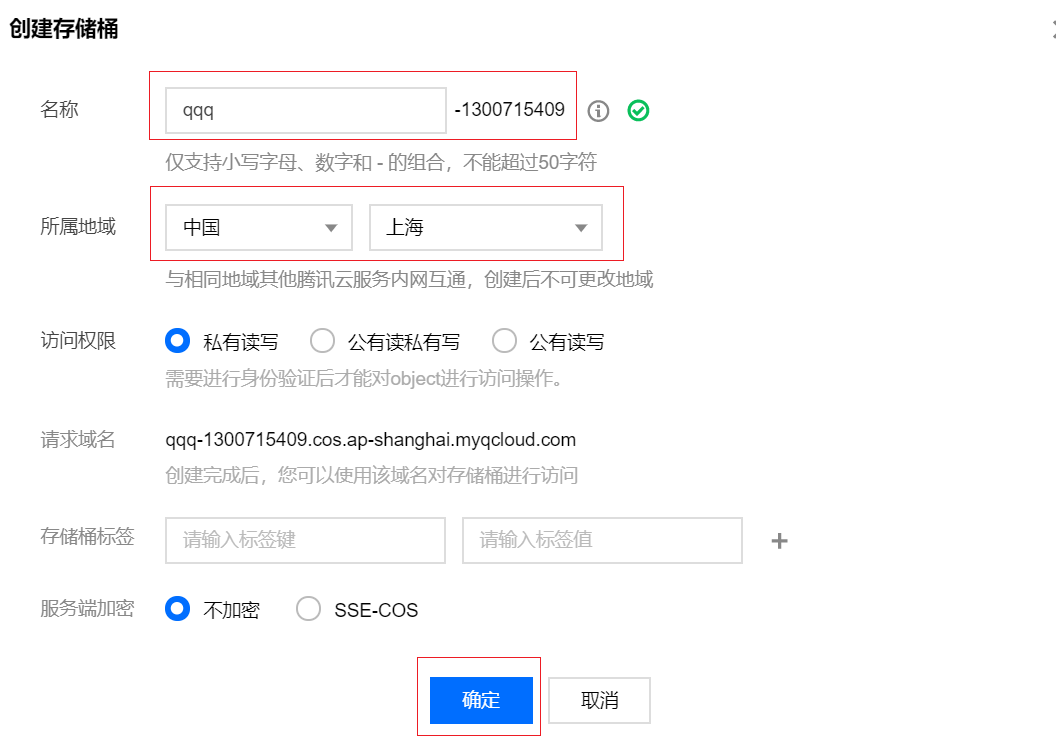 创建存储桶
名称 qqq -1300715409
仅支持小写字母、数字和 - 的组合，不能超过50字符
所属地域 中国 上海
与相同地域其他腾讯云服务内网互通，创建后不可更改地域
访问权限 私有读写 公有读私有写 公有读写
需要进行身份验证后才能对object进行访问操作。
请求域名 qqq-1300715409.cos.ap-shanghai.myqcloud.com
创建完成后，您可以使用该域名对存储桶进行访问
存储桶标签 请输入标签键 请输入标签值 +
服务端加密 不加密 SSE-COS
确定 取消